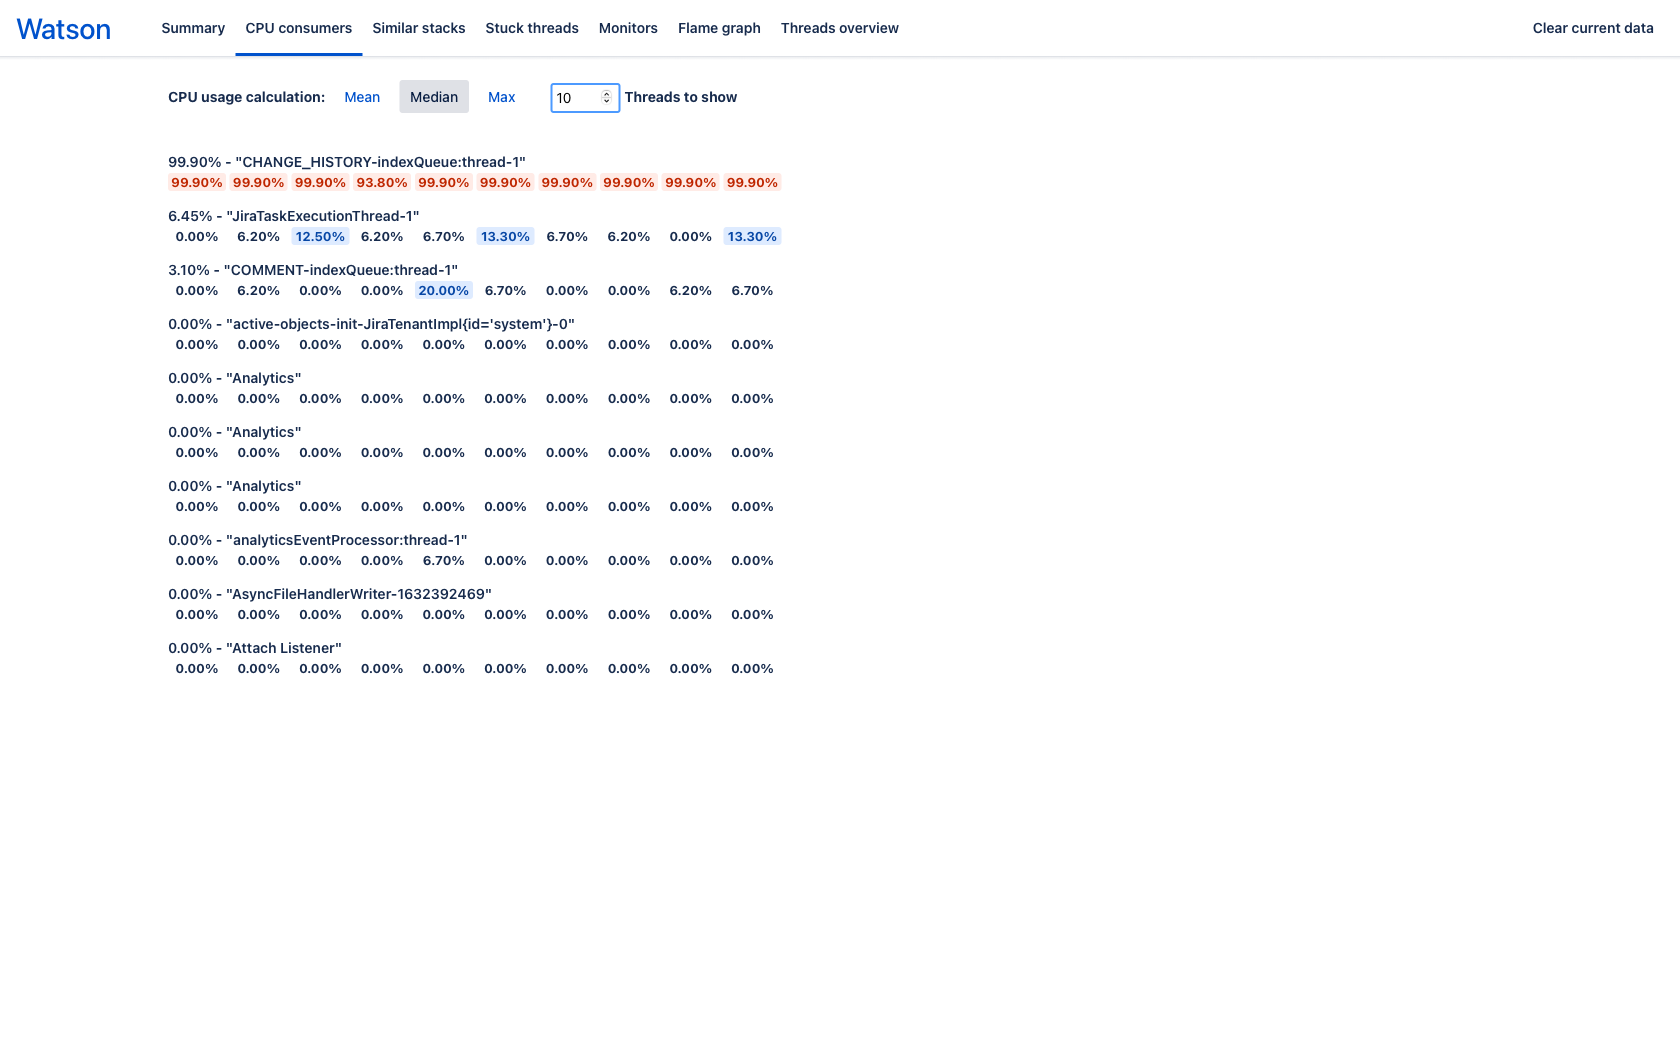 Watson Summary CPU consumers Similar stacks Stuck threads Monitors Flame graph Threads overview Clear current data
CPU usage calculation: Mean Median Max 10 Threads to show
99.90% - "CHANGE_HISTORY-indexQueue:thread-1"
99.90% 99.90% 99.90% 93.80% 99.90% 99.90% 99.90% 99.90% 99.90% 99.90%
6.45% - "JiraTaskExecutionThread-1"
0.00% 6.20% 12.50% 6.20% 6.70% 13.30% 6.70% 6.20% 0.00% 13.30%
3.10% - "COMMENT-indexQueue:thread-1"
0.00% 6.20% 0.00% 0.00% 20.00% 6.70% 0.00% 0.00% 6.20% 6.70%
0.00% - "active-objects-init-JiraTenantImpl{id='system'}-0"
0.00% 0.00% 0.00% 0.00% 0.00% 0.00% 0.00% 0.00% 0.00% 0.00%
0.00% - "Analytics"
0.00% 0.00% 0.00% 0.00% 0.00% 0.00% 0.00% 0.00% 0.00% 0.00%
0.00% - "Analytics"
0.00% 0.00% 0.00% 0.00% 0.00% 0.00% 0.00% 0.00% 0.00% 0.00%
0.00% - "Analytics"
0.00% 0.00% 0.00% 0.00% 0.00% 0.00% 0.00% 0.00% 0.00% 0.00%
0.00% - "analyticsEventProcessor:thread-1"
0.00% 0.00% 0.00% 0.00% 6.70% 0.00% 0.00% 0.00% 0.00% 0.00%
0.00% - "AsyncFileHandlerWriter-1632392469"
0.00% 0.00% 0.00% 0.00% 0.00% 0.00% 0.00% 0.00% 0.00% 0.00%
0.00% - "Attach Listener"
0.00% 0.00% 0.00% 0.00% 0.00% 0.00% 0.00% 0.00% 0.00% 0.00%